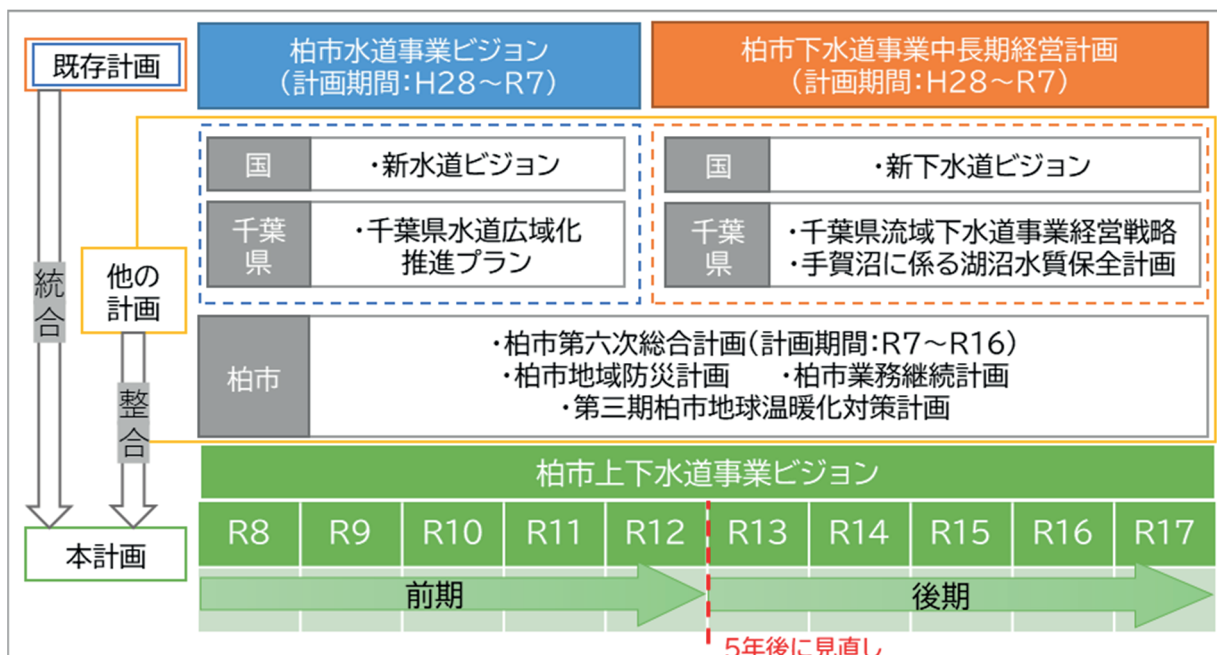 既存計画
柏市水道事業ビジョン
(計画期間:H28～R7)
柏市下水道事業中長期経営計画
(計画期間:H28～R7)
国
・新水道ビジョン
国
・新下水道ビジョン
千葉
県
・千葉県水道広域化
推進プラン
千葉
県
・千葉県流域下水道事業経営戦略
・手賀沼に係る湖沼水質保全計画
統合
他の
計画
整合
柏市
・柏市第六次総合計画(計画期間:R7～R16)
・柏市地域防災計画 ・柏市業務継続計画
・第三期柏市地球温暖化対策計画
柏市上下水道事業ビジョン
本計画
R8 R9 R10 R11 R12 R13 R14 R15 R16 R17
前期 後期
5年後に見直し